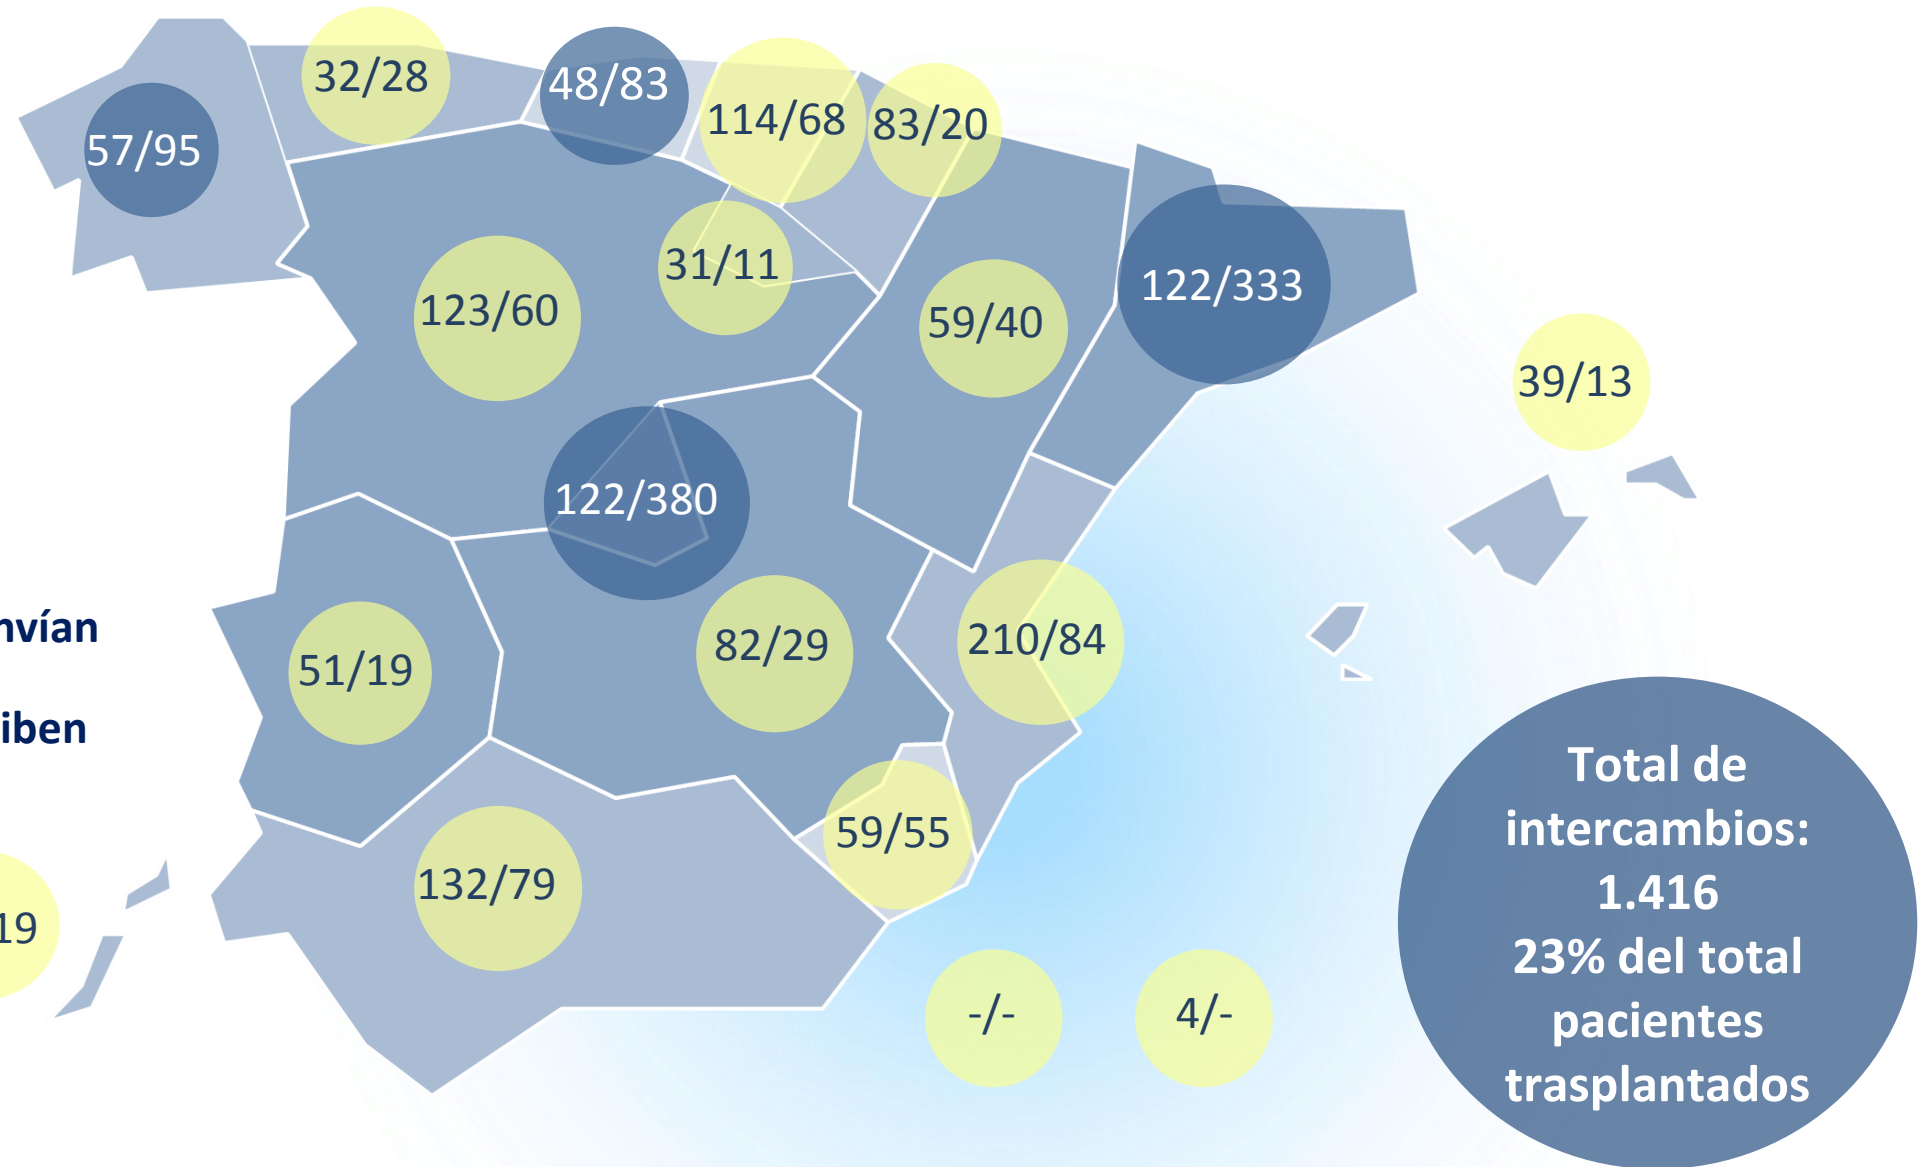 32/28
48/83
114/68
83/20
57/95
31/11
123/60
59/40
122/333
39/13
122/380
nvían
51/19
82/29
210/84
iben
59/55
132/79
19
-/-
4/-
Total de
intercambios:
1.416
23% del total
pacientes
trasplantados